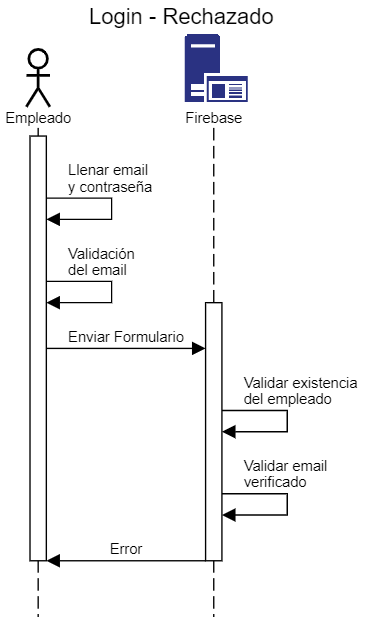 Login - Rechazado
Empleado
Firebase
Llenar email
y contraseña
Validación
del email
Enviar Formulario
Validar existencia
del empleado
Validar email
verificado
Error